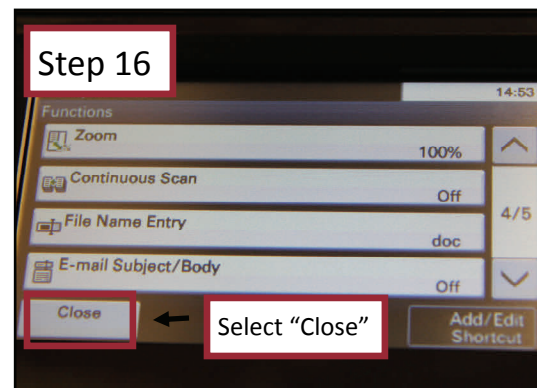 Step 16
14:53
Functions
Zoom
100%
Continuous Scan
Off
4/5
File Name Entry
doc
E-mail Subject/Body
Off
Close
Select “Close”
Add/Edit
Shortcut